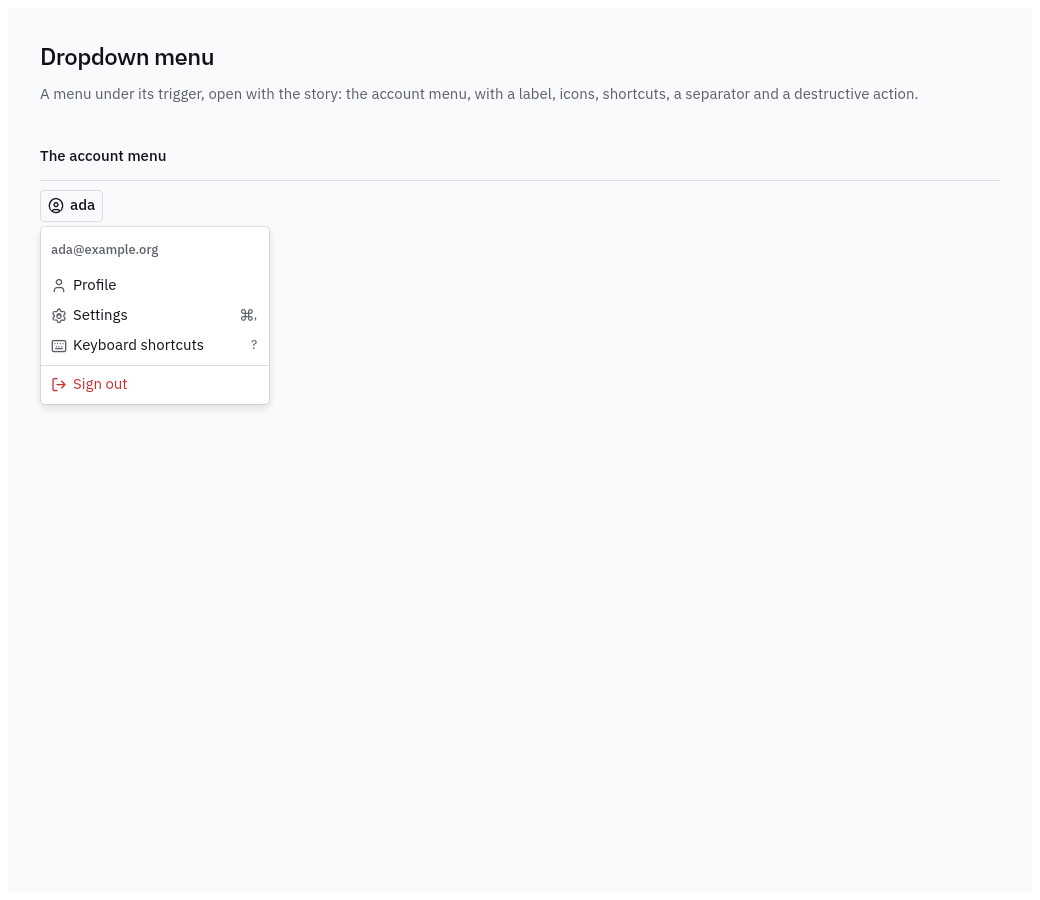 Dropdown menu
A menu under its trigger, open with the story: the account menu, with a label, icons, shortcuts, a separator and a destructive action.
The account menu
ada
ada@example.org
Profile
Settings ⌘,
Keyboard shortcuts ?
Sign out